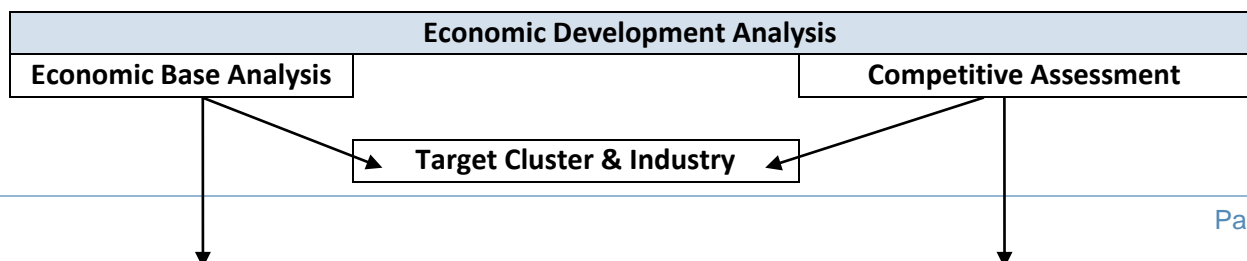 Economic Development Analysis
Economic Base Analysis
Competitive Assessment
Target Cluster & Industry
Pa